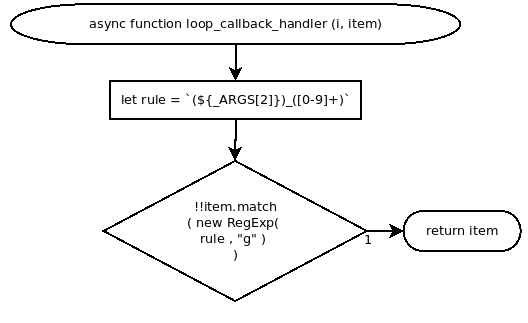 async function loop_callback_handler (i, item)
let rule = `(${_ARGS[2]})_([0-9]+)`
!!item.match
( new RegExp(
rule , "g" )
)
1
return item